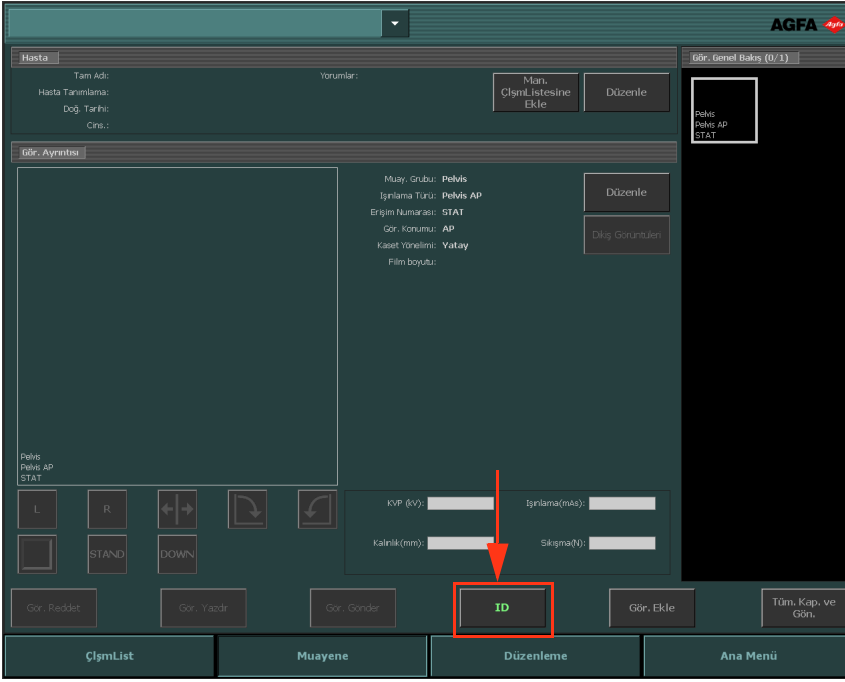 AGFA
Agfa
Hasta
Tam Adı:
Yorumlar:
Hasta Tanımlama:
Doğ. Tarihi:
Cins.:
Man.
ÇlşmListesine
Ekle
Düzenle
Gör. Genel Bakış (0/1)
Pelvis
Pelvis AP
STAT
Gör. Ayrıntısı
Muay. Grubu: Pelvis
Işınlama Türü: Pelvis AP
Erişim Numarası: STAT
Gör. Konumu: AP
Kaset Yönelimi: Yatay
Film boyutu:
Düzenle
Dikiş Görüntüleri
Pelvis
Pelvis AP
STAT
L
R
STAND
DOWN
KVP (kV):
Işınlama(mAs):
Kalınlık(mm):
Sıkışma(N):
Gör. Reddet
Gör. Yazdır
Gör. Gönder
ID
Gör. Ekle
Tüm. Kap. ve
Gön.
ÇlşmList
Muayene
Düzenleme
Ana Menü